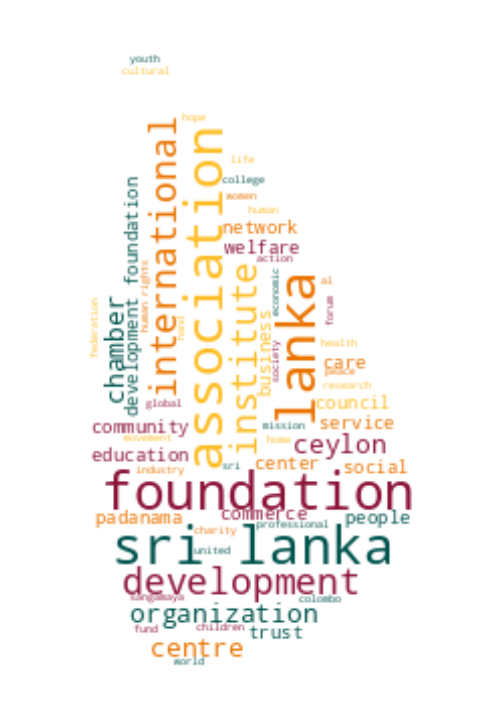 youth
cultural
hope
international
association
life
college
women
human
network
welfare
action
development foundation
human rights
hand
institute
economic
lanka
al
forum
federation
chamber
business
society
health
care
peace
research
global
council
community
mission
service
movement
home
ceylon
education
sri
center
social
industry
foundation
padanama
commerce
people
professional
charity
sri lanka
united
development
sangamaya
colombo
organization
fund
children
trust
centre
world